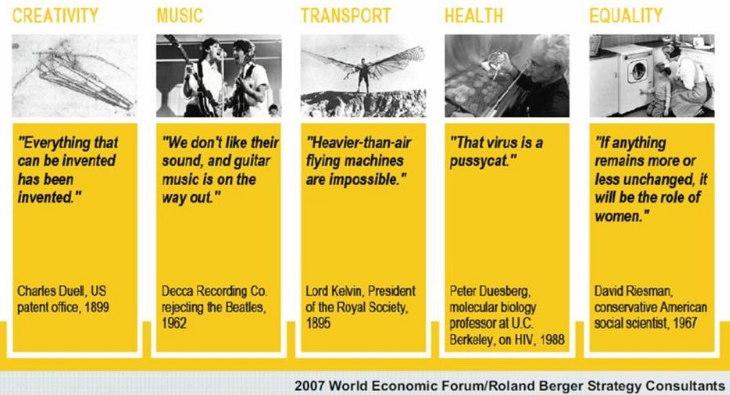 CREATIVITY
"Everything that
can be invented
has been
invented."
Charles Duell, US
patent office, 1899
MUSIC
"We don't like their
sound, and guitar
music is on the
way out."
Decca Recording Co.
rejecting the Beatles,
1962
TRANSPORT
"Heavier-than-air
flying machines
are impossible."
Lord Kelvin, President
of the Royal Society,
1895
HEALTH
"That virus is a
pussycat."
Peter Duesberg,
molecular biology
professor at U.C.
Berkeley, on HIV, 1988
EQUALITY
"If anything
remains more or
less unchanged, it
will be the role of
women."
David Riesman,
conservative American
social scientist, 1967
2007 World Economic Forum/Roland Berger Strategy Consultants